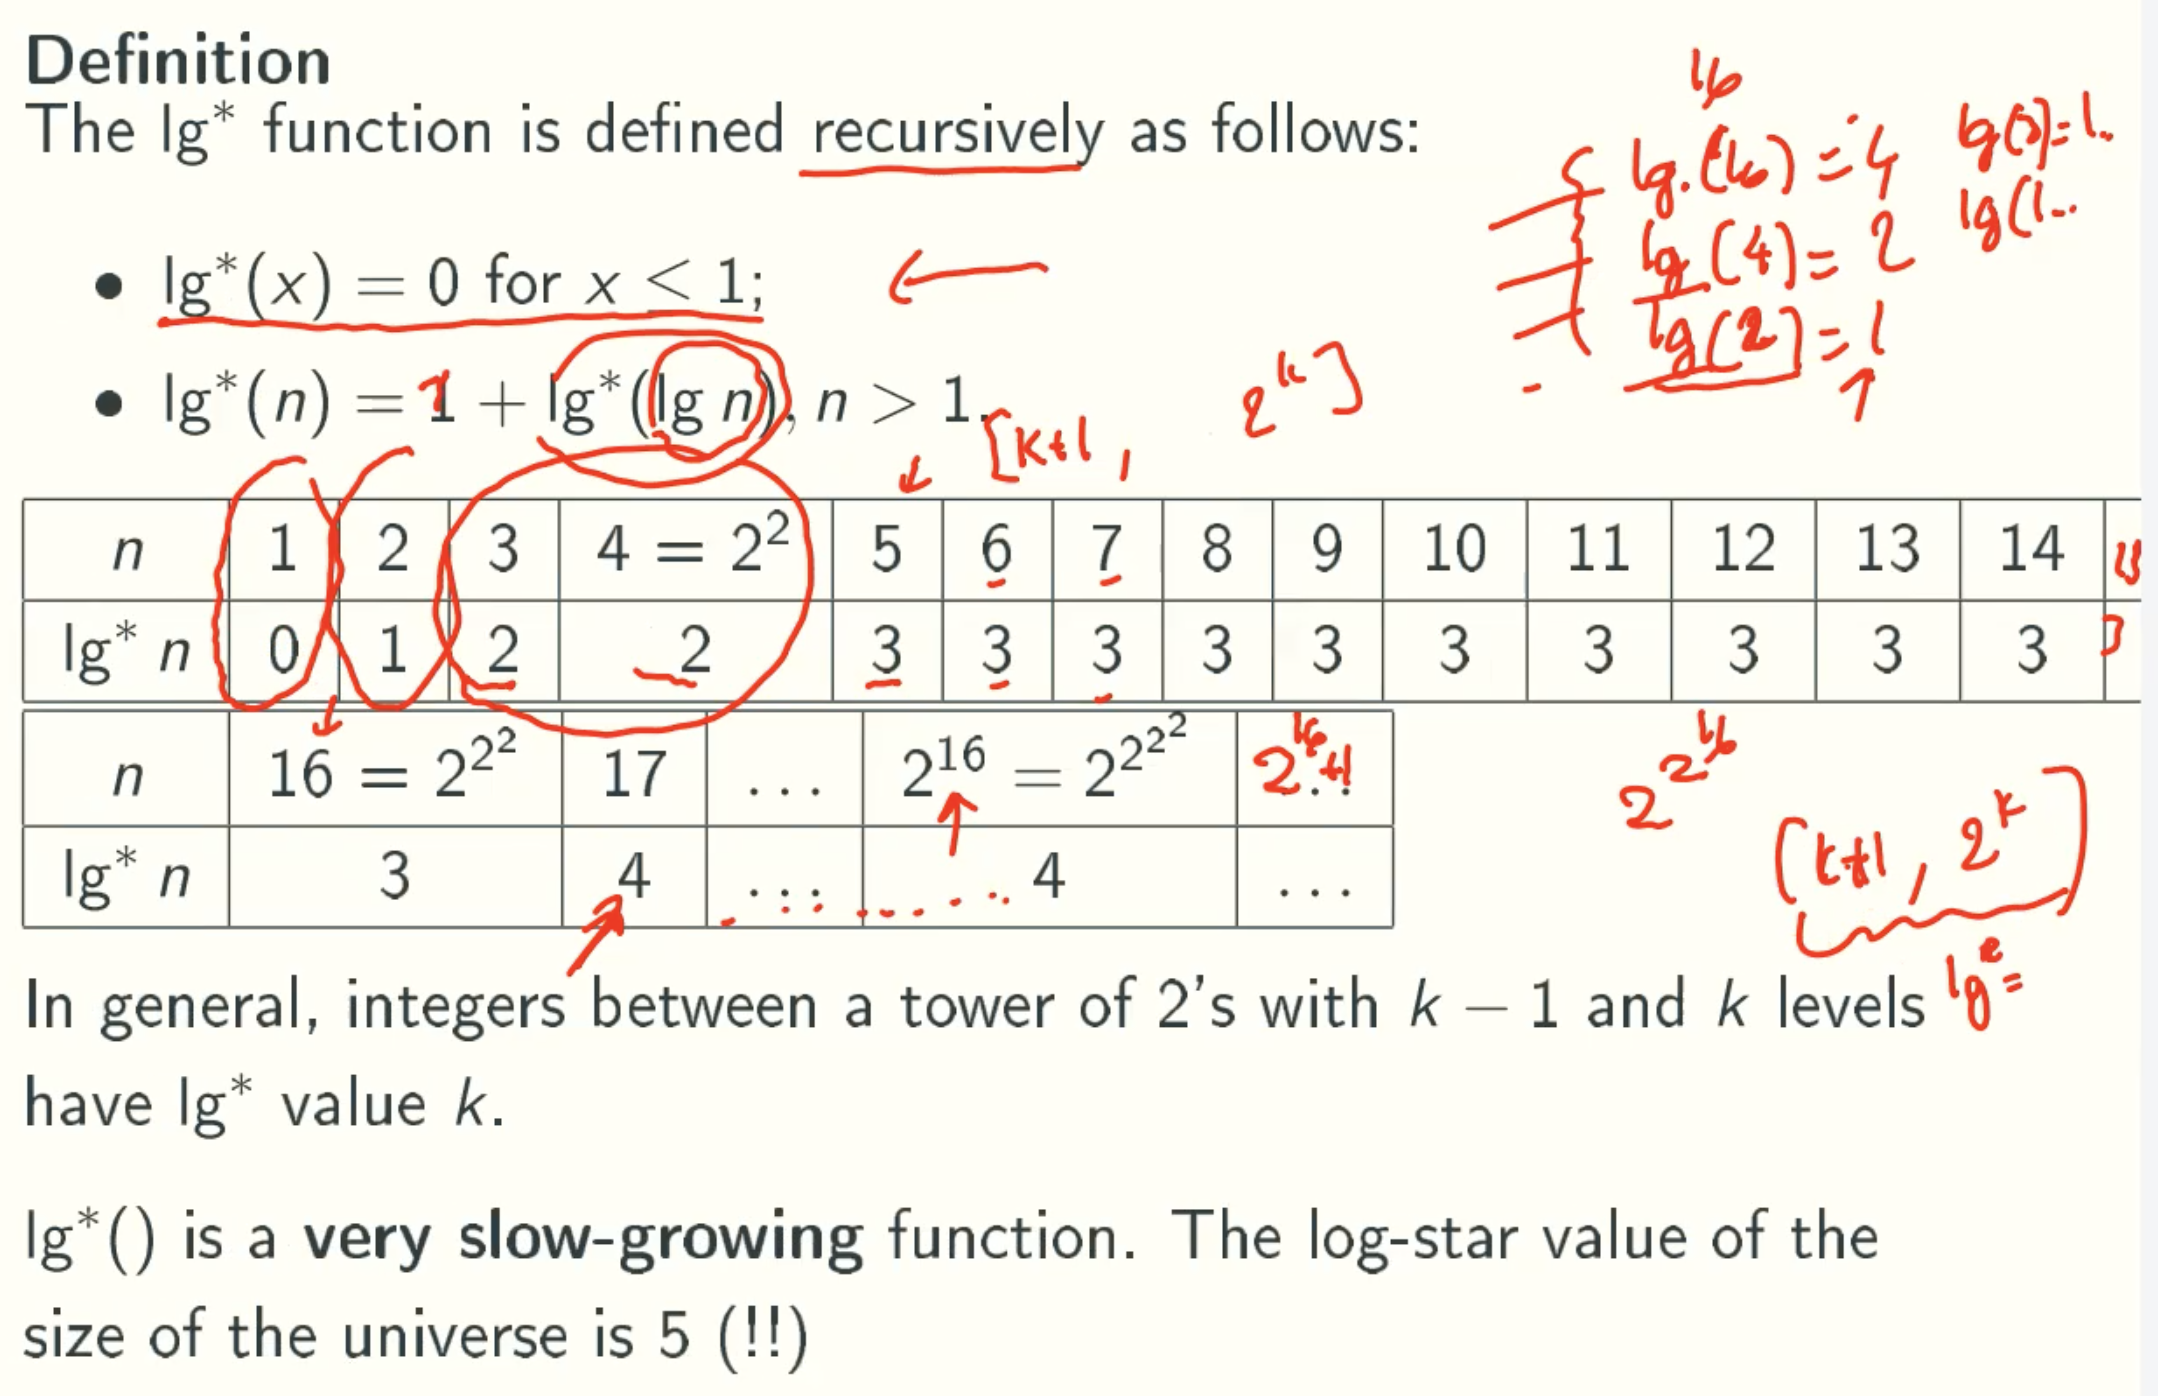 Definition
The lg* function is defined recursively as follows:
16
lg(16) = 4
lg(3)=1..
lg(1..
lg(4) = 2
lg(2) = 1
• lg*(x) = 0 for x ≤ 1;
• lg*(n) = 1 + lg*(lg n), n > 1.
[k+1, 2^k]
n 1 2 3 4 = 2^2 5 6 7 8 9 10 11 12 13 14 15
lg* n 0 1 2 2 3 3 3 3 3 3 3 3 3 3 3
n 16 = 2^2^2 17 ... 2^16 = 2^2^2^2 2^16+1
lg* n 3 4 ... 4 ...
2^2^16
[k+1, 2^k]
lg* =
In general, integers between a tower of 2's with k − 1 and k levels
have lg* value k.
lg*() is a very slow-growing function. The log-star value of the
size of the universe is 5 (!!)